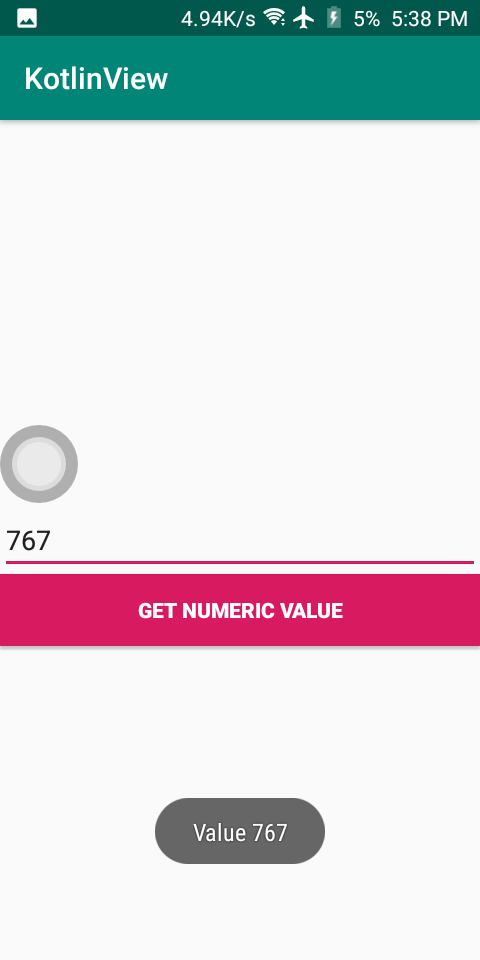 4.94K/s 5% 5:38 PM
KotlinView
767
GET NUMERIC VALUE
Value 767